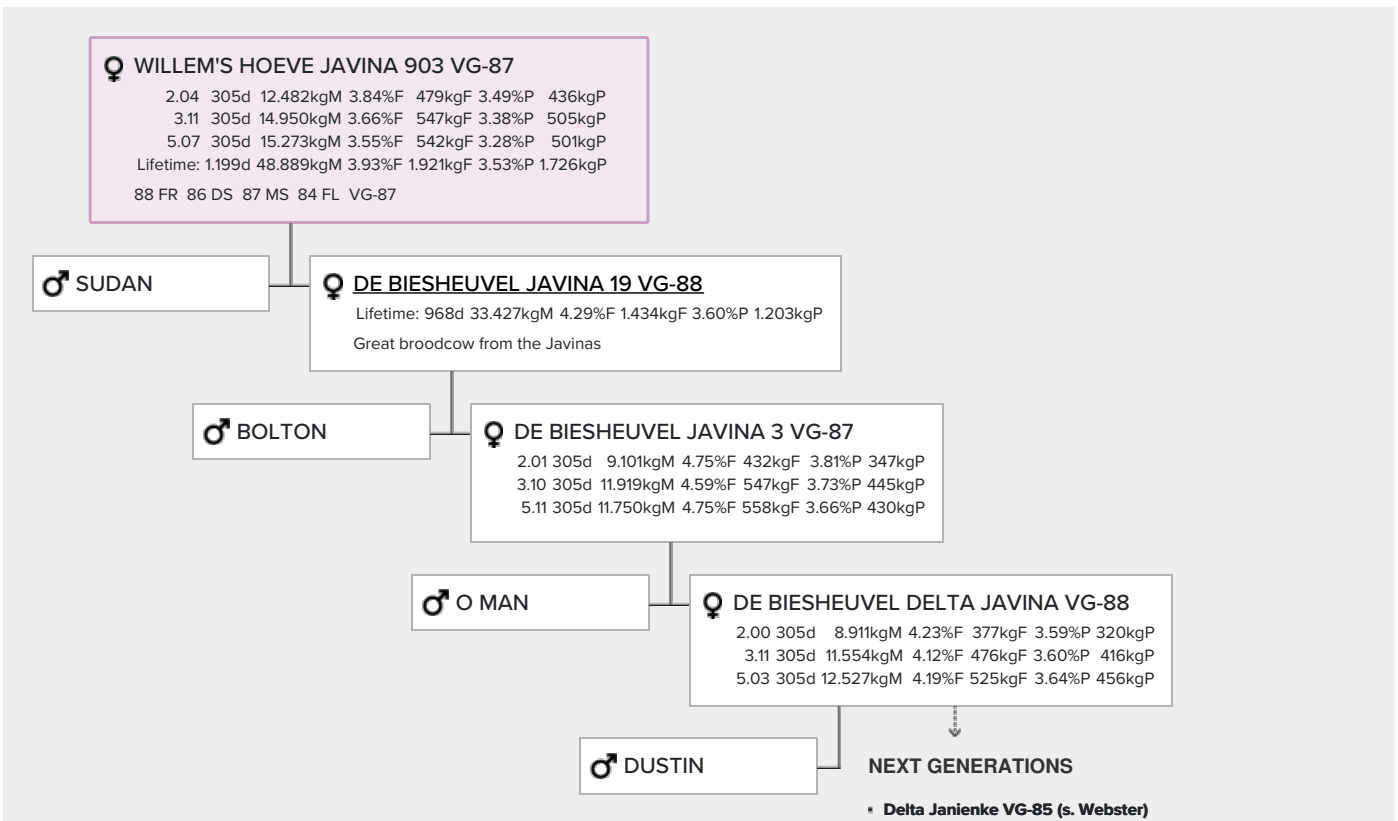 WILLEM'S HOEVE JAVINA 903 VG-87
2.04 305d 12.482kgM 3.84%F 479kgF 3.49%P 436kgP
3.11 305d 14.950kgM 3.66%F 547kgF 3.38%P 505kgP
5.07 305d 15.273kgM 3.55%F 542kgF 3.28%P 501kgP
Lifetime: 1.199d 48.889kgM 3.93%F 1.921kgF 3.53%P 1.726kgP
88 FR 86 DS 87 MS 84 FL VG-87
SUDAN
DE BIESHEUVEL JAVINA 19 VG-88
Lifetime: 968d 33.427kgM 4.29%F 1.434kgF 3.60%P 1.203kgP
Great broodcow from the Javinas
BOLTON
DE BIESHEUVEL JAVINA 3 VG-87
2.01 305d 9.101kgM 4.75%F 432kgF 3.81%P 347kgP
3.10 305d 11.919kgM 4.59%F 547kgF 3.73%P 445kgP
5.11 305d 11.750kgM 4.75%F 558kgF 3.66%P 430kgP
O MAN
DE BIESHEUVEL DELTA JAVINA VG-88
2.00 305d 8.911kgM 4.23%F 377kgF 3.59%P 320kgP
3.11 305d 11.554kgM 4.12%F 476kgF 3.60%P 416kgP
5.03 305d 12.527kgM 4.19%F 525kgF 3.64%P 456kgP
DUSTIN
NEXT GENERATIONS
▪ Delta Janienke VG-85 (s. Webster)